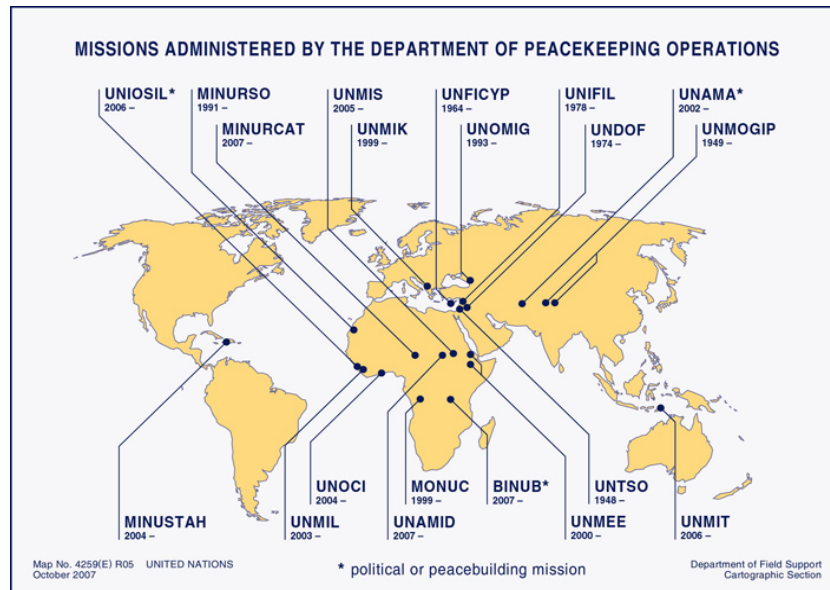 MISSIONS ADMINISTERED BY THE DEPARTMENT OF PEACEKEEPING OPERATIONS
UNIOSIL*
2006 –
MINURSO
1991 –
UNMIS
2005 –
UNFICYP
1964 –
UNIFIL
1978 –
UNAMA*
2002 –
MINURCAT
2007 –
UNMIK
1999 –
UNOMIG
1993 –
UNDOF
1974 –
UNMOGIP
1949 –
UNOCI
2004 –
MONUC
1999 –
BINUB*
2007 –
UNTSO
1948 –
MINUSTAH
2004 –
UNMIL
2003 –
UNAMID
2007 –
UNMEE
2000 –
UNMIT
2006 –
Map No. 4259(E) R05 UNITED NATIONS
October 2007
* political or peacebuilding mission
Department of Field Support
Cartographic Section